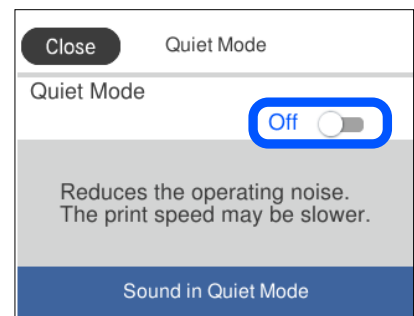 Close Quiet Mode
Quiet Mode
Off
Reduces the operating noise.
The print speed may be slower.
Sound in Quiet Mode